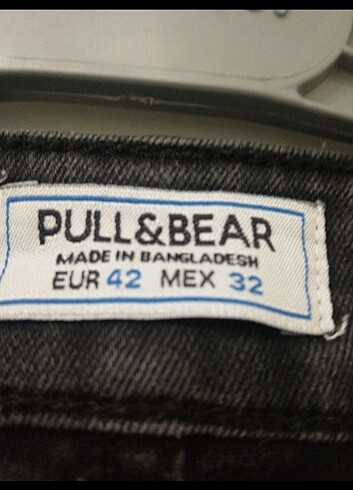 PULL&BEAR
MADE IN BANGLADESH
EUR 42 MEX 32